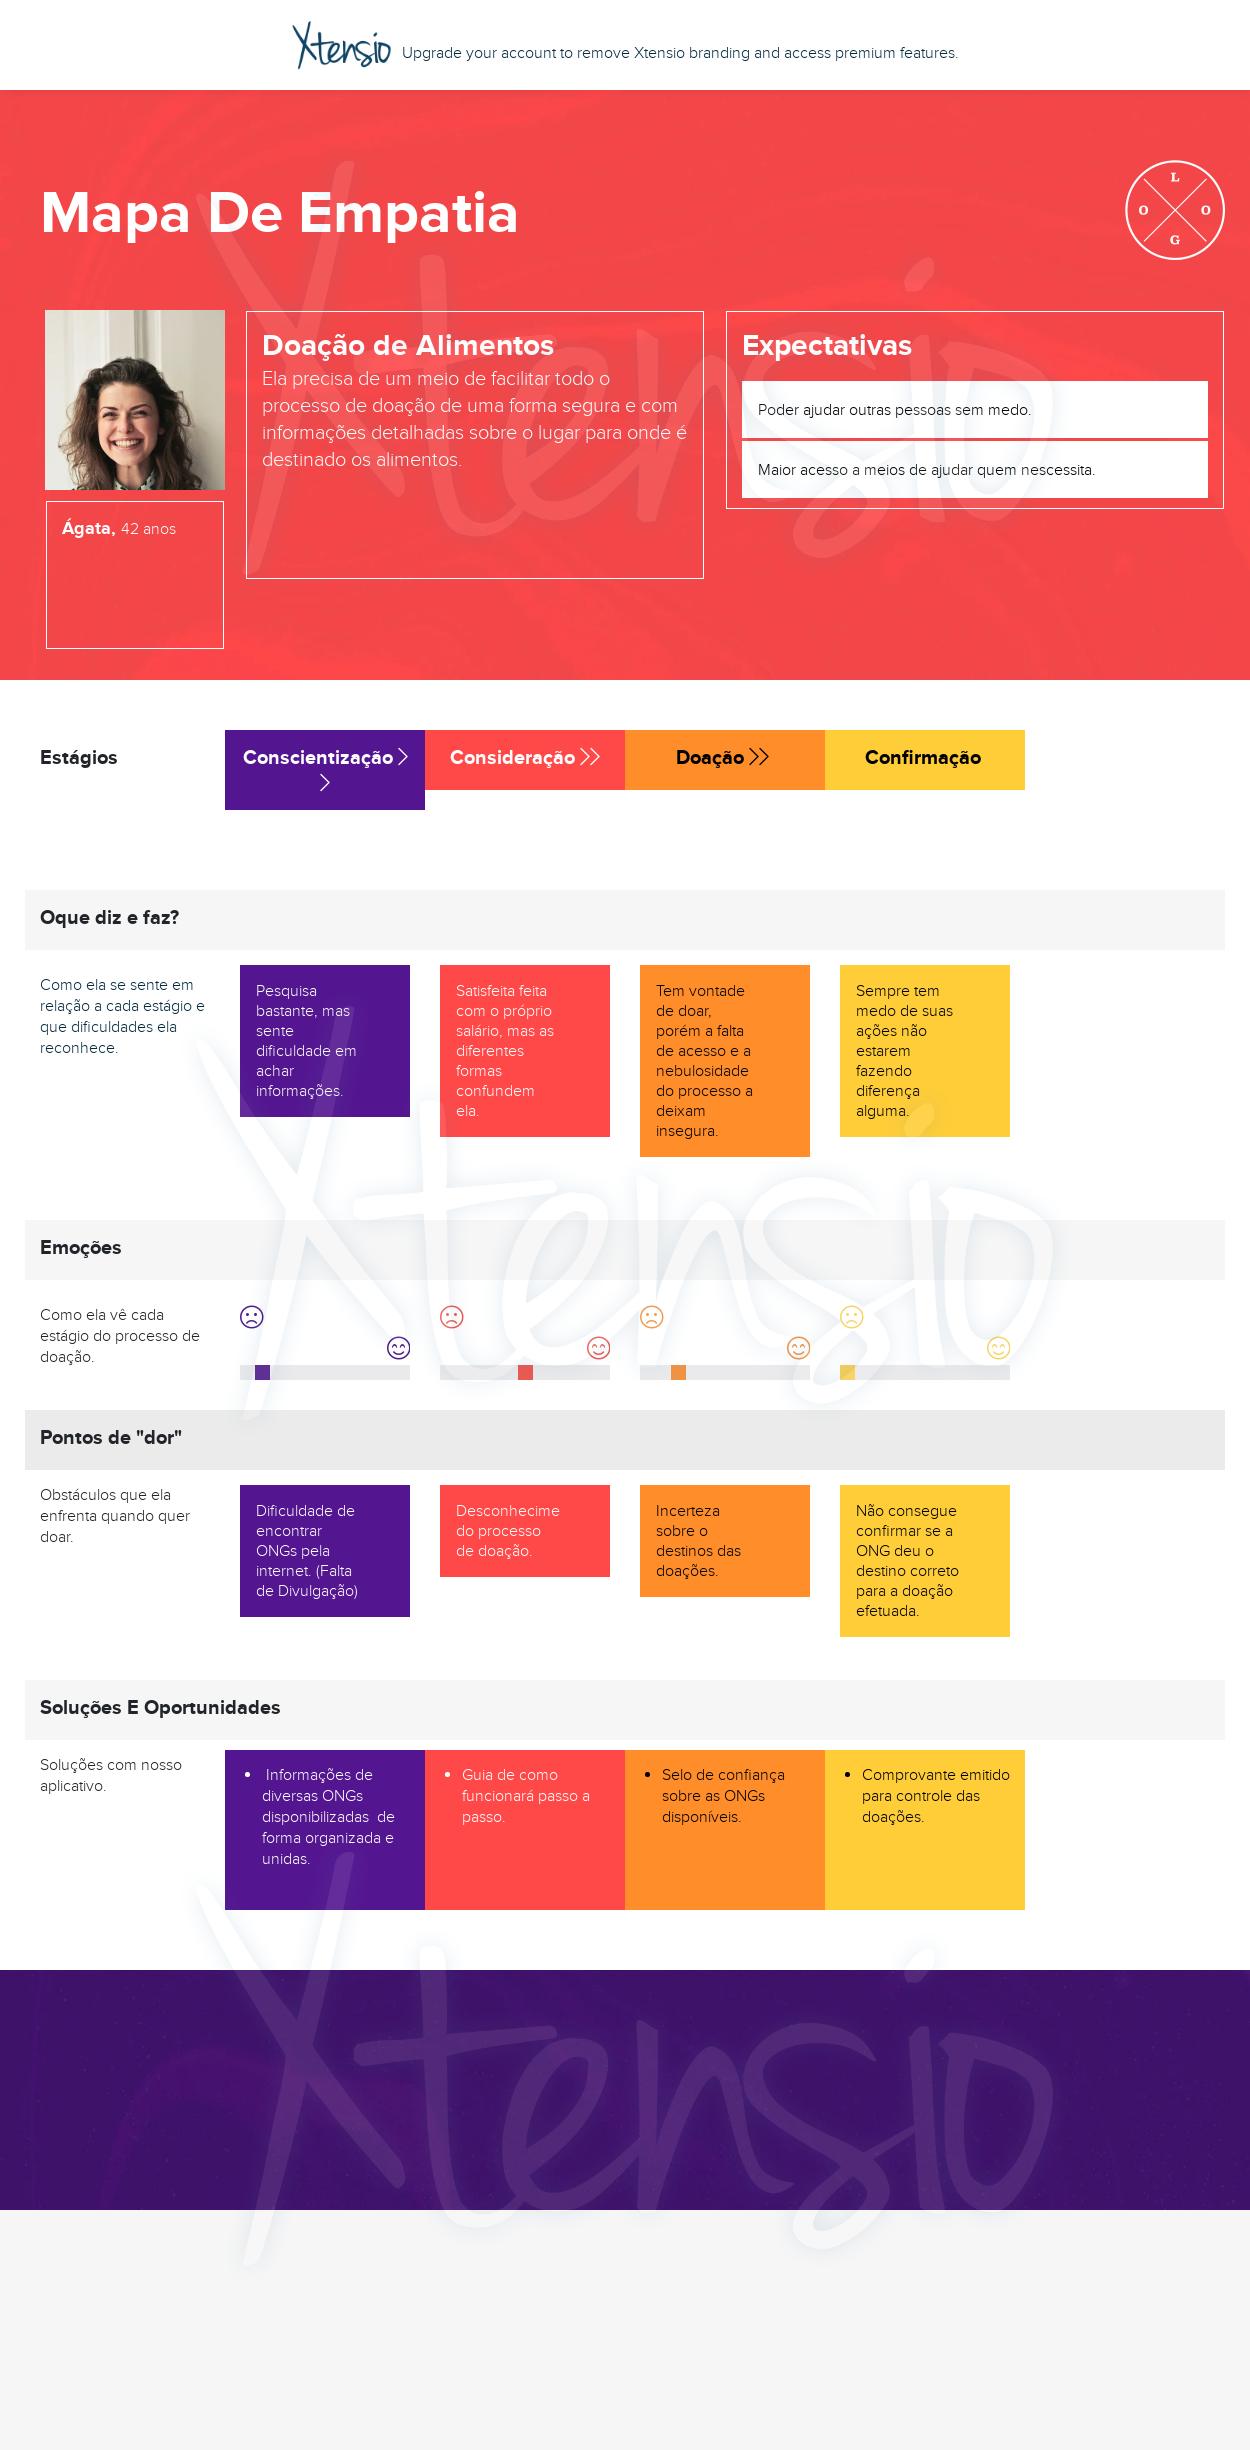 Xtensio Upgrade your account to remove Xtensio branding and access premium features.
Mapa De Empatia
L
O O
G
Doação de Alimentos
Ela precisa de um meio de facilitar todo o
processo de doação de uma forma segura e com
informações detalhadas sobre o lugar para onde é
destinado os alimentos.
Expectativas
Poder ajudar outras pessoas sem medo.
Maior acesso a meios de ajudar quem nescessita.
Ágata, 42 anos
Xtensio
Estágios
Conscientização
Consideração
Doação
Confirmação
Oque diz e faz?
Como ela se sente em
relação a cada estágio e
que dificuldades ela
reconhece.
Pesquisa
bastante, mas
sente
dificuldade em
achar
informações.
Satisfeita feita
com o próprio
salário, mas as
diferentes
formas
confundem
ela.
Tem vontade
de doar,
porém a falta
de acesso e a
nebulosidade
do processo a
deixam
insegura.
Sempre tem
medo de suas
ações não
estarem
fazendo
diferença
alguma.
Xtensio
Emoções
Como ela vê cada
estágio do processo de
doação.
Pontos de "dor"
Obstáculos que ela
enfrenta quando quer
doar.
Dificuldade de
encontrar
ONGs pela
internet. (Falta
de Divulgação)
Desconhecime
do processo
de doação.
Incerteza
sobre o
destinos das
doações.
Não consegue
confirmar se a
ONG deu o
destino correto
para a doação
efetuada.
Soluções E Oportunidades
Soluções com nosso
aplicativo.
• Informações de
diversas ONGs
disponibilizadas de
forma organizada e
unidas.
• Guia de como
funcionará passo a
passo.
• Selo de confiança
sobre as ONGs
disponíveis.
• Comprovante emitido
para controle das
doações.
Xtensio